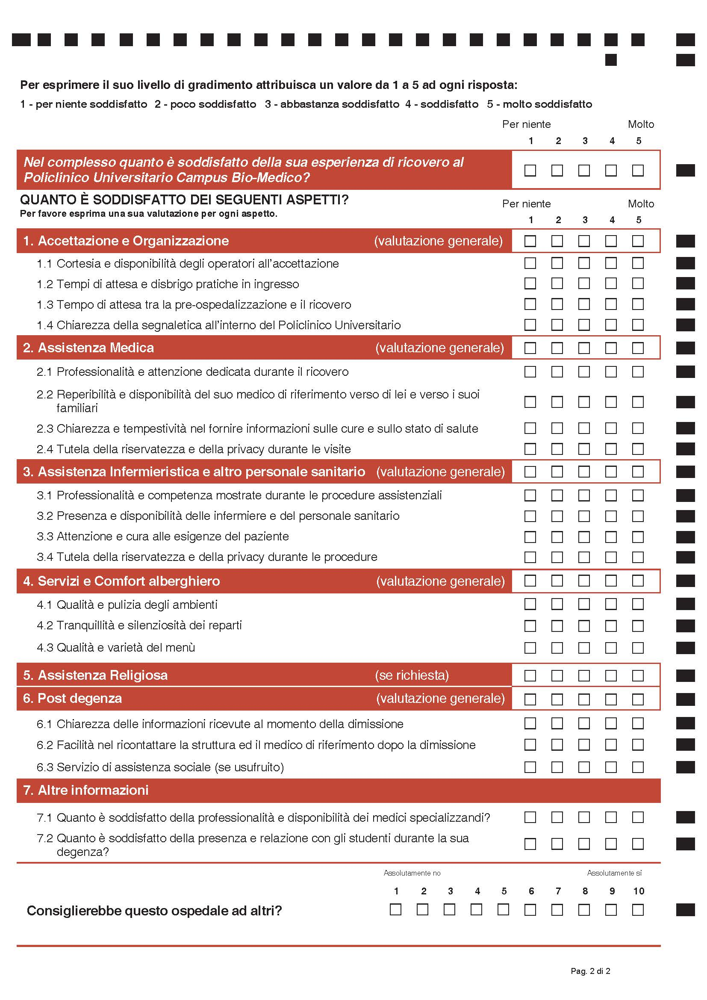 Per esprimere il suo livello di gradimento attribuisca un valore da 1 a 5 ad ogni risposta:
1 - per niente soddisfatto 2 - poco soddisfatto 3 - abbastanza soddisfatto 4 - soddisfatto 5 - molto soddisfatto
Per niente Molto
1 2 3 4 5
Nel complesso quanto è soddisfatto della sua esperienza di ricovero al
Policlinico Universitario Campus Bio-Medico?
QUANTO È SODDISFATTO DEI SEGUENTI ASPETTI?
Per niente Molto
Per favore esprima una sua valutazione per ogni aspetto.
1 2 3 4 5
1. Accettazione e Organizzazione (valutazione generale)
1.1 Cortesia e disponibilità degli operatori all'accettazione
1.2 Tempi di attesa e disbrigo pratiche in ingresso
1.3 Tempo di attesa tra la pre-ospedalizzazione e il ricovero
1.4 Chiarezza della segnaletica all'interno del Policlinico Universitario
2. Assistenza Medica (valutazione generale)
2.1 Professionalità e attenzione dedicata durante il ricovero
2.2 Reperibilità e disponibilità del suo medico di riferimento verso di lei e verso i suoi
familiari
2.3 Chiarezza e tempestività nel fornire informazioni sulle cure e sullo stato di salute
2.4 Tutela della riservatezza e della privacy durante le visite
3. Assistenza Infermieristica e altro personale sanitario (valutazione generale)
3.1 Professionalità e competenza mostrate durante le procedure assistenziali
3.2 Presenza e disponibilità delle infermiere e del personale sanitario
3.3 Attenzione e cura alle esigenze del paziente
3.4 Tutela della riservatezza e della privacy durante le procedure
4. Servizi e Comfort alberghiero (valutazione generale)
4.1 Qualità e pulizia degli ambienti
4.2 Tranquillità e silenziosità dei reparti
4.3 Qualità e varietà del menù
5. Assistenza Religiosa (se richiesta)
6. Post degenza (valutazione generale)
6.1 Chiarezza delle informazioni ricevute al momento della dimissione
6.2 Facilità nel ricontattare la struttura ed il medico di riferimento dopo la dimissione
6.3 Servizio di assistenza sociale (se usufruito)
7. Altre informazioni
7.1 Quanto è soddisfatto della professionalità e disponibilità dei medici specializzandi?
7.2 Quanto è soddisfatto della presenza e relazione con gli studenti durante la sua
degenza?
Assolutamente no Assolutamente si
1 2 3 4 5 6 7 8 9 10
Consiglierebbe questo ospedale ad altri?
Pag. 2 di 2